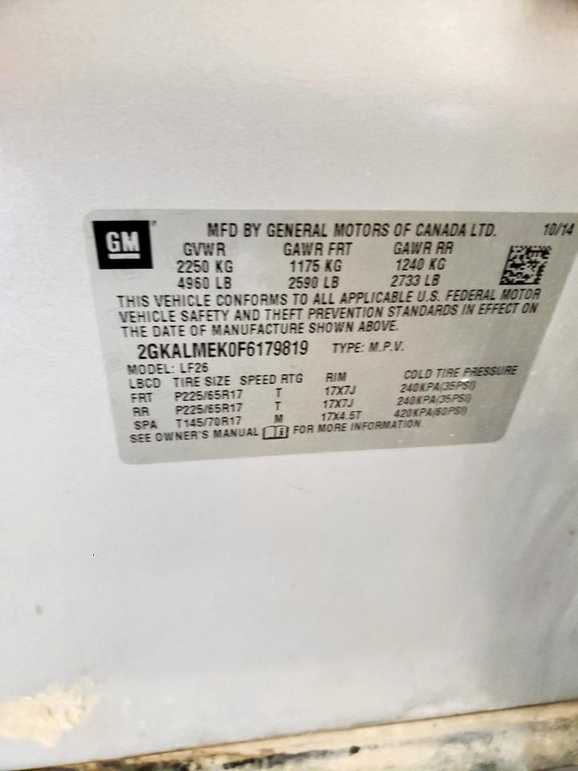 GM
MFD BY GENERAL MOTORS OF CANADA LTD. 10/14
GVWR GAWR FRT GAWR RR
2250 KG 1175 KG 1240 KG
4960 LB 2590 LB 2733 LB
THIS VEHICLE CONFORMS TO ALL APPLICABLE U.S. FEDERAL MOTOR
VEHICLE SAFETY AND THEFT PREVENTION STANDARDS IN EFFECT ON
THE DATE OF MANUFACTURE SHOWN ABOVE.
2GKALMEK0F6179819 TYPE: M.P.V.
MODEL: LF26
LBCD TIRE SIZE SPEED RTG RIM COLD TIRE PRESSURE
FRT P225/65R17 T 17X7J 240KPA(35PSI)
RR P225/65R17 T 17X7J 240KPA(35PSI)
SPA T145/70R17 M 17X4.5T 420KPA(60PSI)
SEE OWNER'S MANUAL FOR MORE INFORMATION.